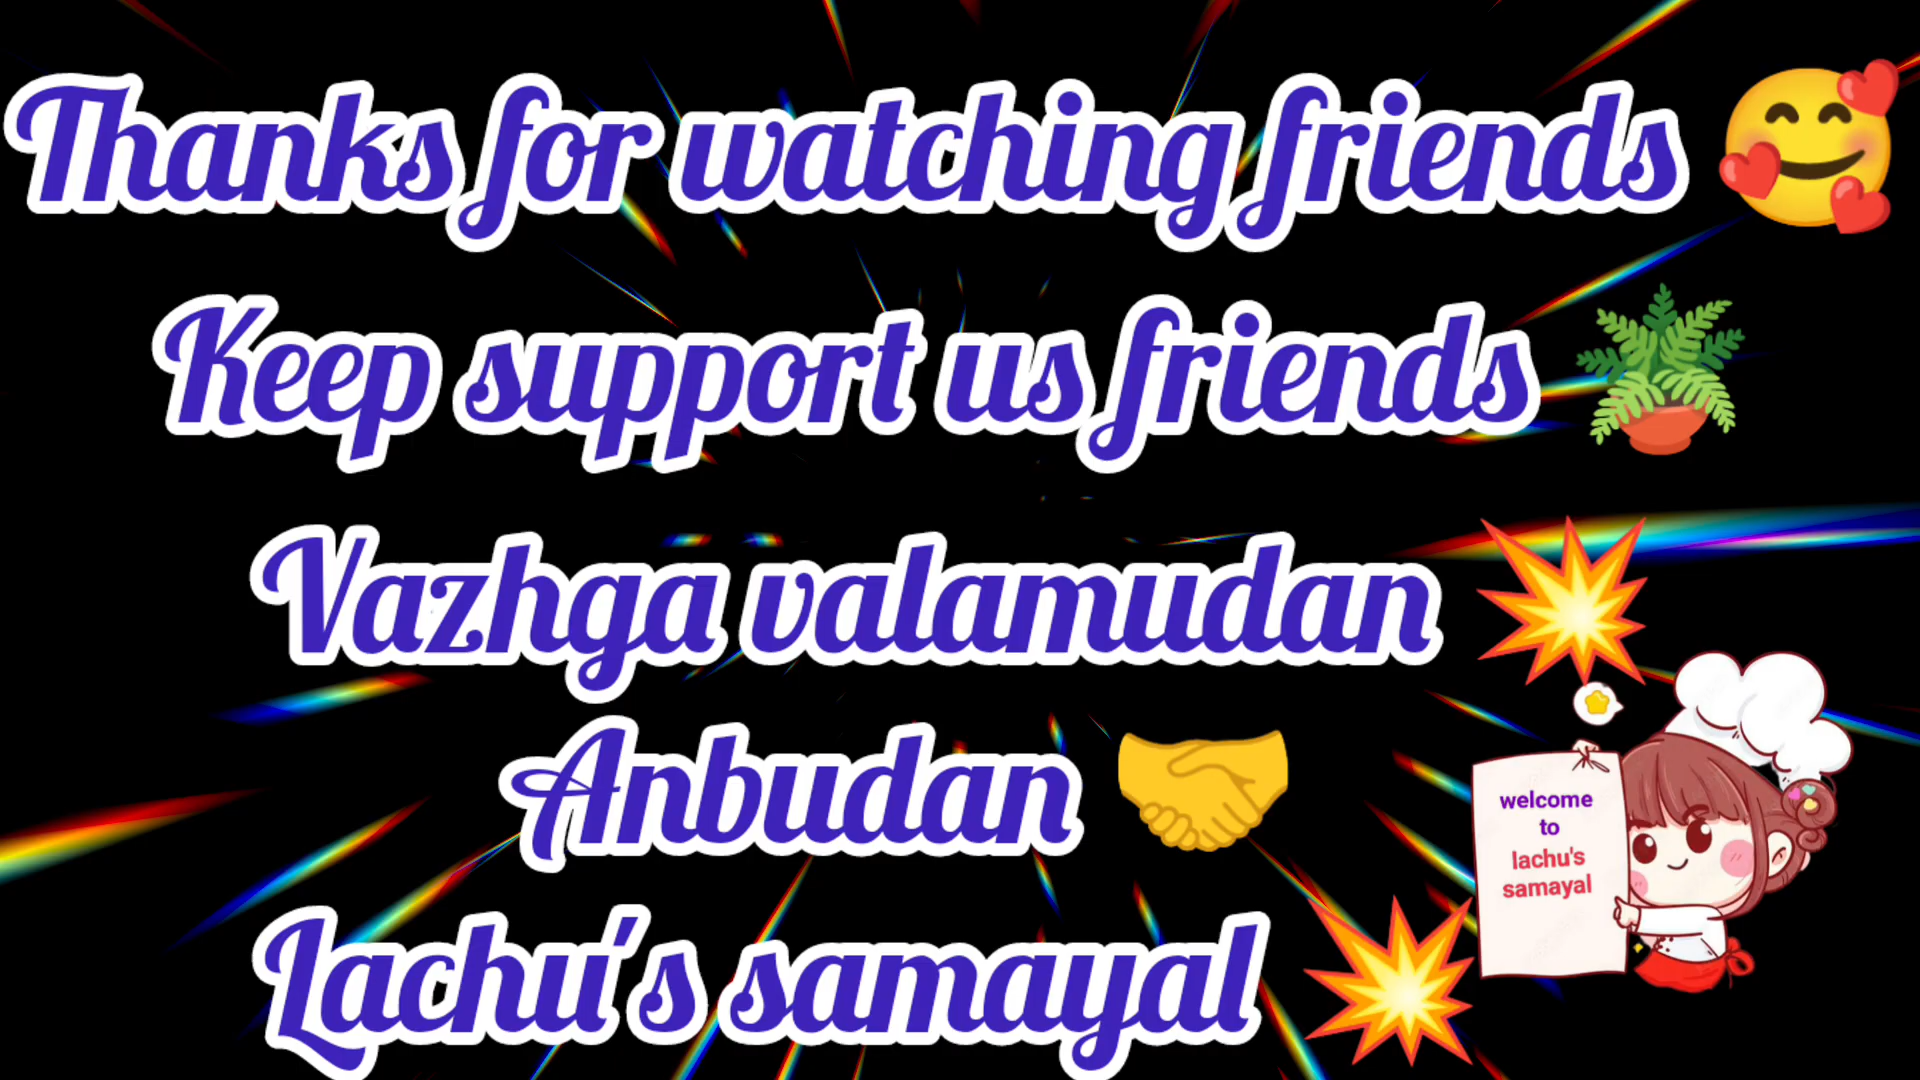 Thanks for watching friends 🥰
Keep support us friends 🪴
Vazhga valamudan 💥
Anbudan 🤝
Lachu's samayal 💥
welcome
to
lachu's
samayal